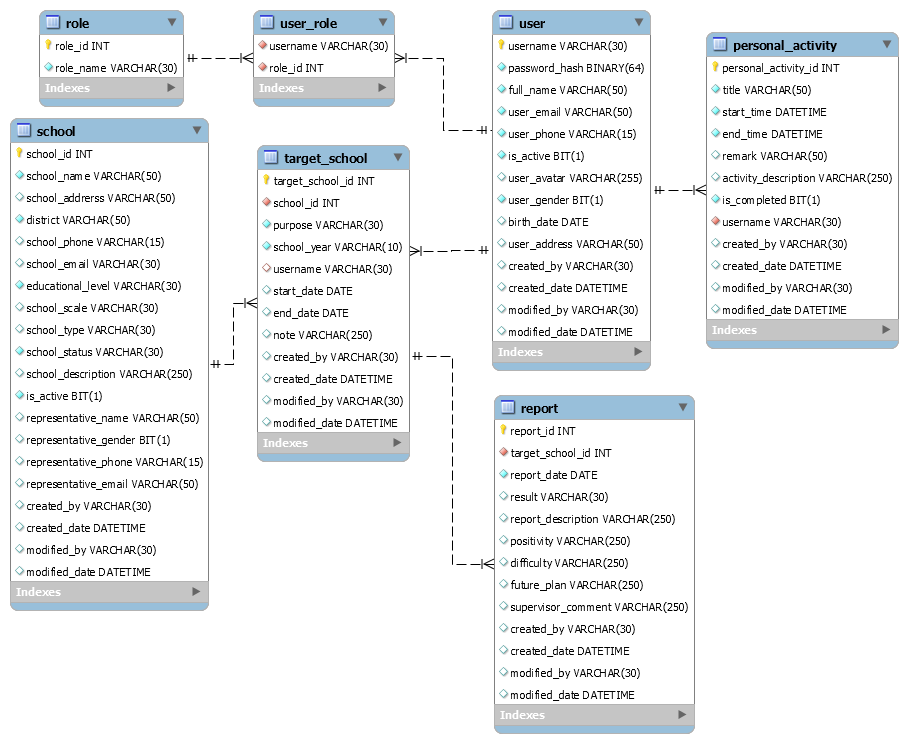 role
role_id INT
role_name VARCHAR(30)
Indexes
user_role
username VARCHAR(30)
role_id INT
Indexes
user
username VARCHAR(30)
password_hash BINARY(64)
full_name VARCHAR(50)
user_email VARCHAR(50)
user_phone VARCHAR(15)
is_active BIT(1)
user_avatar VARCHAR(255)
user_gender BIT(1)
birth_date DATE
user_address VARCHAR(50)
created_by VARCHAR(30)
created_date DATETIME
modified_by VARCHAR(30)
modified_date DATETIME
Indexes
personal_activity
personal_activity_id INT
title VARCHAR(50)
start_time DATETIME
end_time DATETIME
remark VARCHAR(50)
activity_description VARCHAR(250)
is_completed BIT(1)
username VARCHAR(30)
created_by VARCHAR(30)
created_date DATETIME
modified_by VARCHAR(30)
modified_date DATETIME
Indexes
school
school_id INT
school_name VARCHAR(50)
school_addrerss VARCHAR(50)
district VARCHAR(50)
school_phone VARCHAR(15)
school_email VARCHAR(30)
educational_level VARCHAR(30)
school_scale VARCHAR(30)
school_type VARCHAR(30)
school_status VARCHAR(30)
school_description VARCHAR(250)
is_active BIT(1)
representative_name VARCHAR(50)
representative_gender BIT(1)
representative_phone VARCHAR(15)
representative_email VARCHAR(50)
created_by VARCHAR(30)
created_date DATETIME
modified_by VARCHAR(30)
modified_date DATETIME
Indexes
target_school
target_school_id INT
school_id INT
purpose VARCHAR(30)
school_year VARCHAR(10)
username VARCHAR(30)
start_date DATE
end_date DATE
note VARCHAR(250)
created_by VARCHAR(30)
created_date DATETIME
modified_by VARCHAR(30)
modified_date DATETIME
Indexes
report
report_id INT
target_school_id INT
report_date DATE
result VARCHAR(30)
report_description VARCHAR(250)
positivity VARCHAR(250)
difficulty VARCHAR(250)
future_plan VARCHAR(250)
supervisor_comment VARCHAR(250)
created_by VARCHAR(30)
created_date DATETIME
modified_by VARCHAR(30)
modified_date DATETIME
Indexes